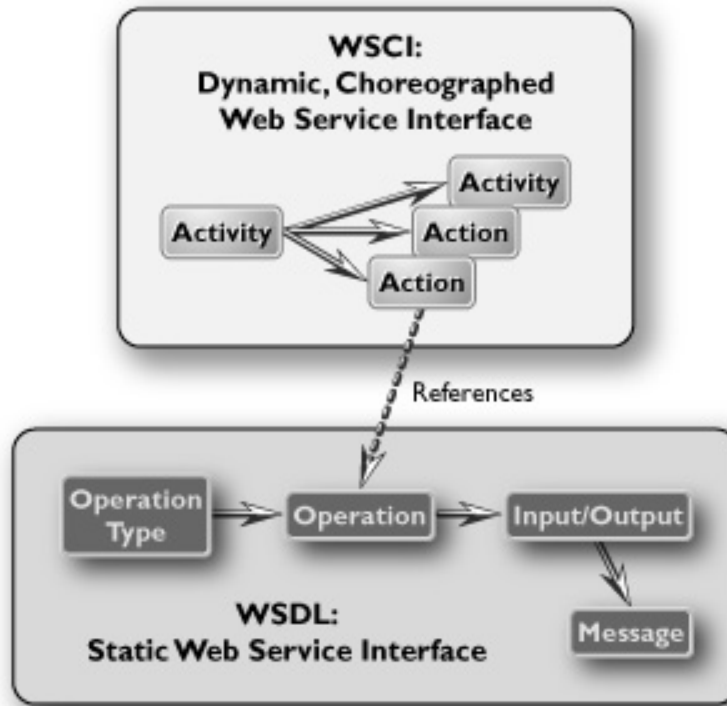 WSCI:
Dynamic, Choreographed
Web Service Interface
Activity
Activity
Action
Action
References
Operation
Type
Operation
Input/Output
Message
WSDL:
Static Web Service Interface